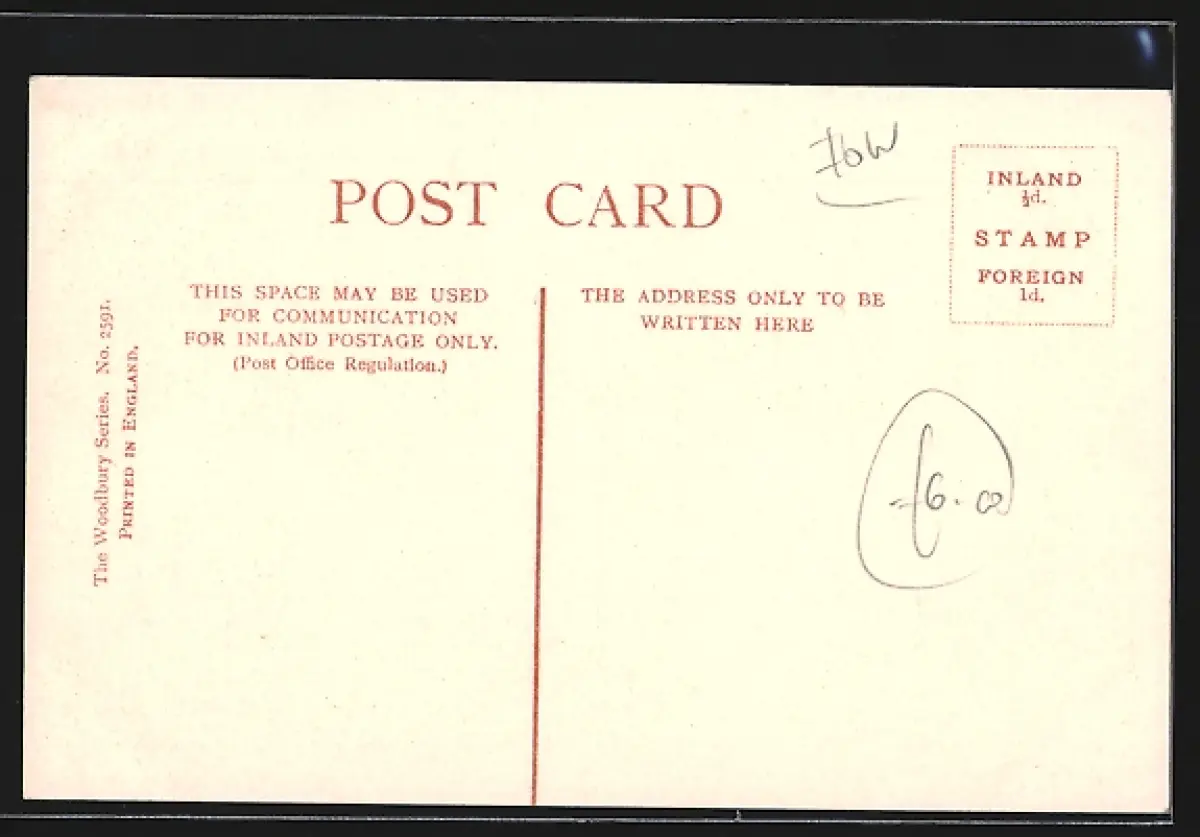 IOW
POST CARD
INLAND
½d.
STAMP
FOREIGN
1d.
THIS SPACE MAY BE USED
FOR COMMUNICATION
FOR INLAND POSTAGE ONLY.
(Post Office Regulation.)
THE ADDRESS ONLY TO BE
WRITTEN HERE
The Woodbury Series. No. 2591.
PRINTED IN ENGLAND.
£6.00